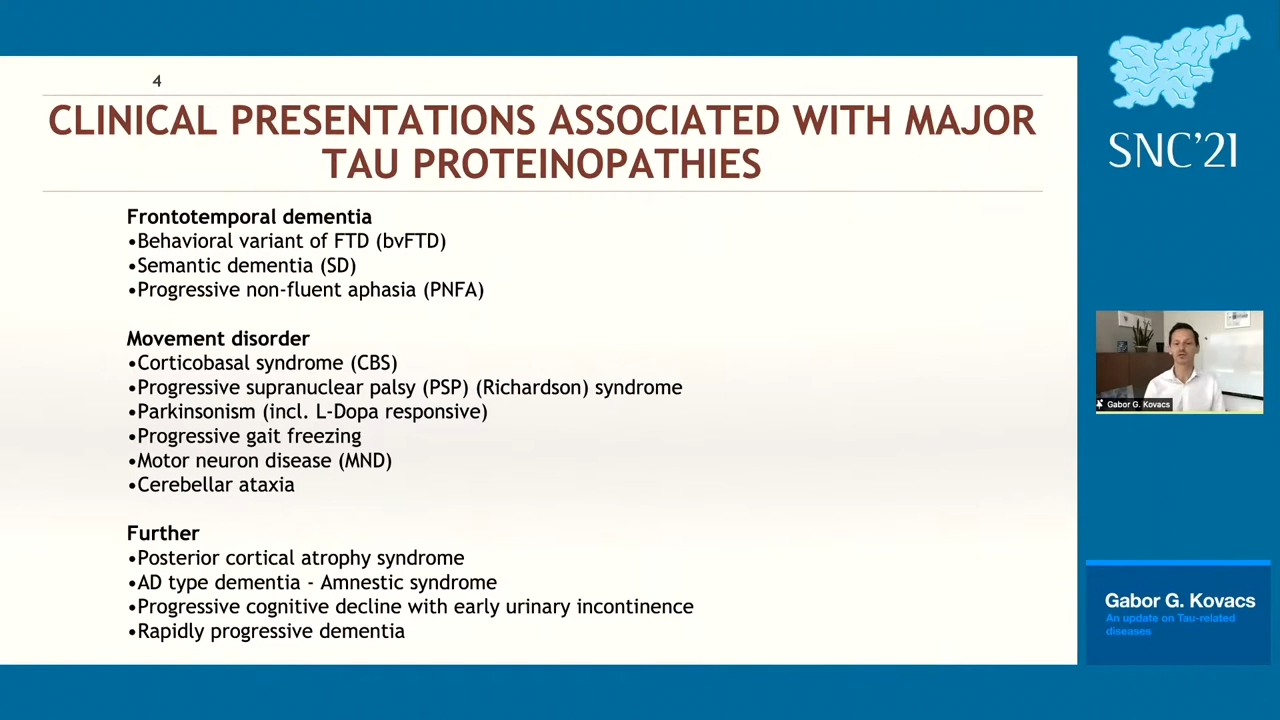 4
CLINICAL PRESENTATIONS ASSOCIATED WITH MAJOR
TAU PROTEINOPATHIES
Frontotemporal dementia
•Behavioral variant of FTD (bvFTD)
•Semantic dementia (SD)
•Progressive non-fluent aphasia (PNFA)
Movement disorder
•Corticobasal syndrome (CBS)
•Progressive supranuclear palsy (PSP) (Richardson) syndrome
•Parkinsonism (incl. L-Dopa responsive)
•Progressive gait freezing
•Motor neuron disease (MND)
•Cerebellar ataxia
Further
•Posterior cortical atrophy syndrome
•AD type dementia - Amnestic syndrome
•Progressive cognitive decline with early urinary incontinence
•Rapidly progressive dementia
SNC'21
Gabor G. Kovacs
Gabor G. Kovacs
An update on Tau-related
diseases